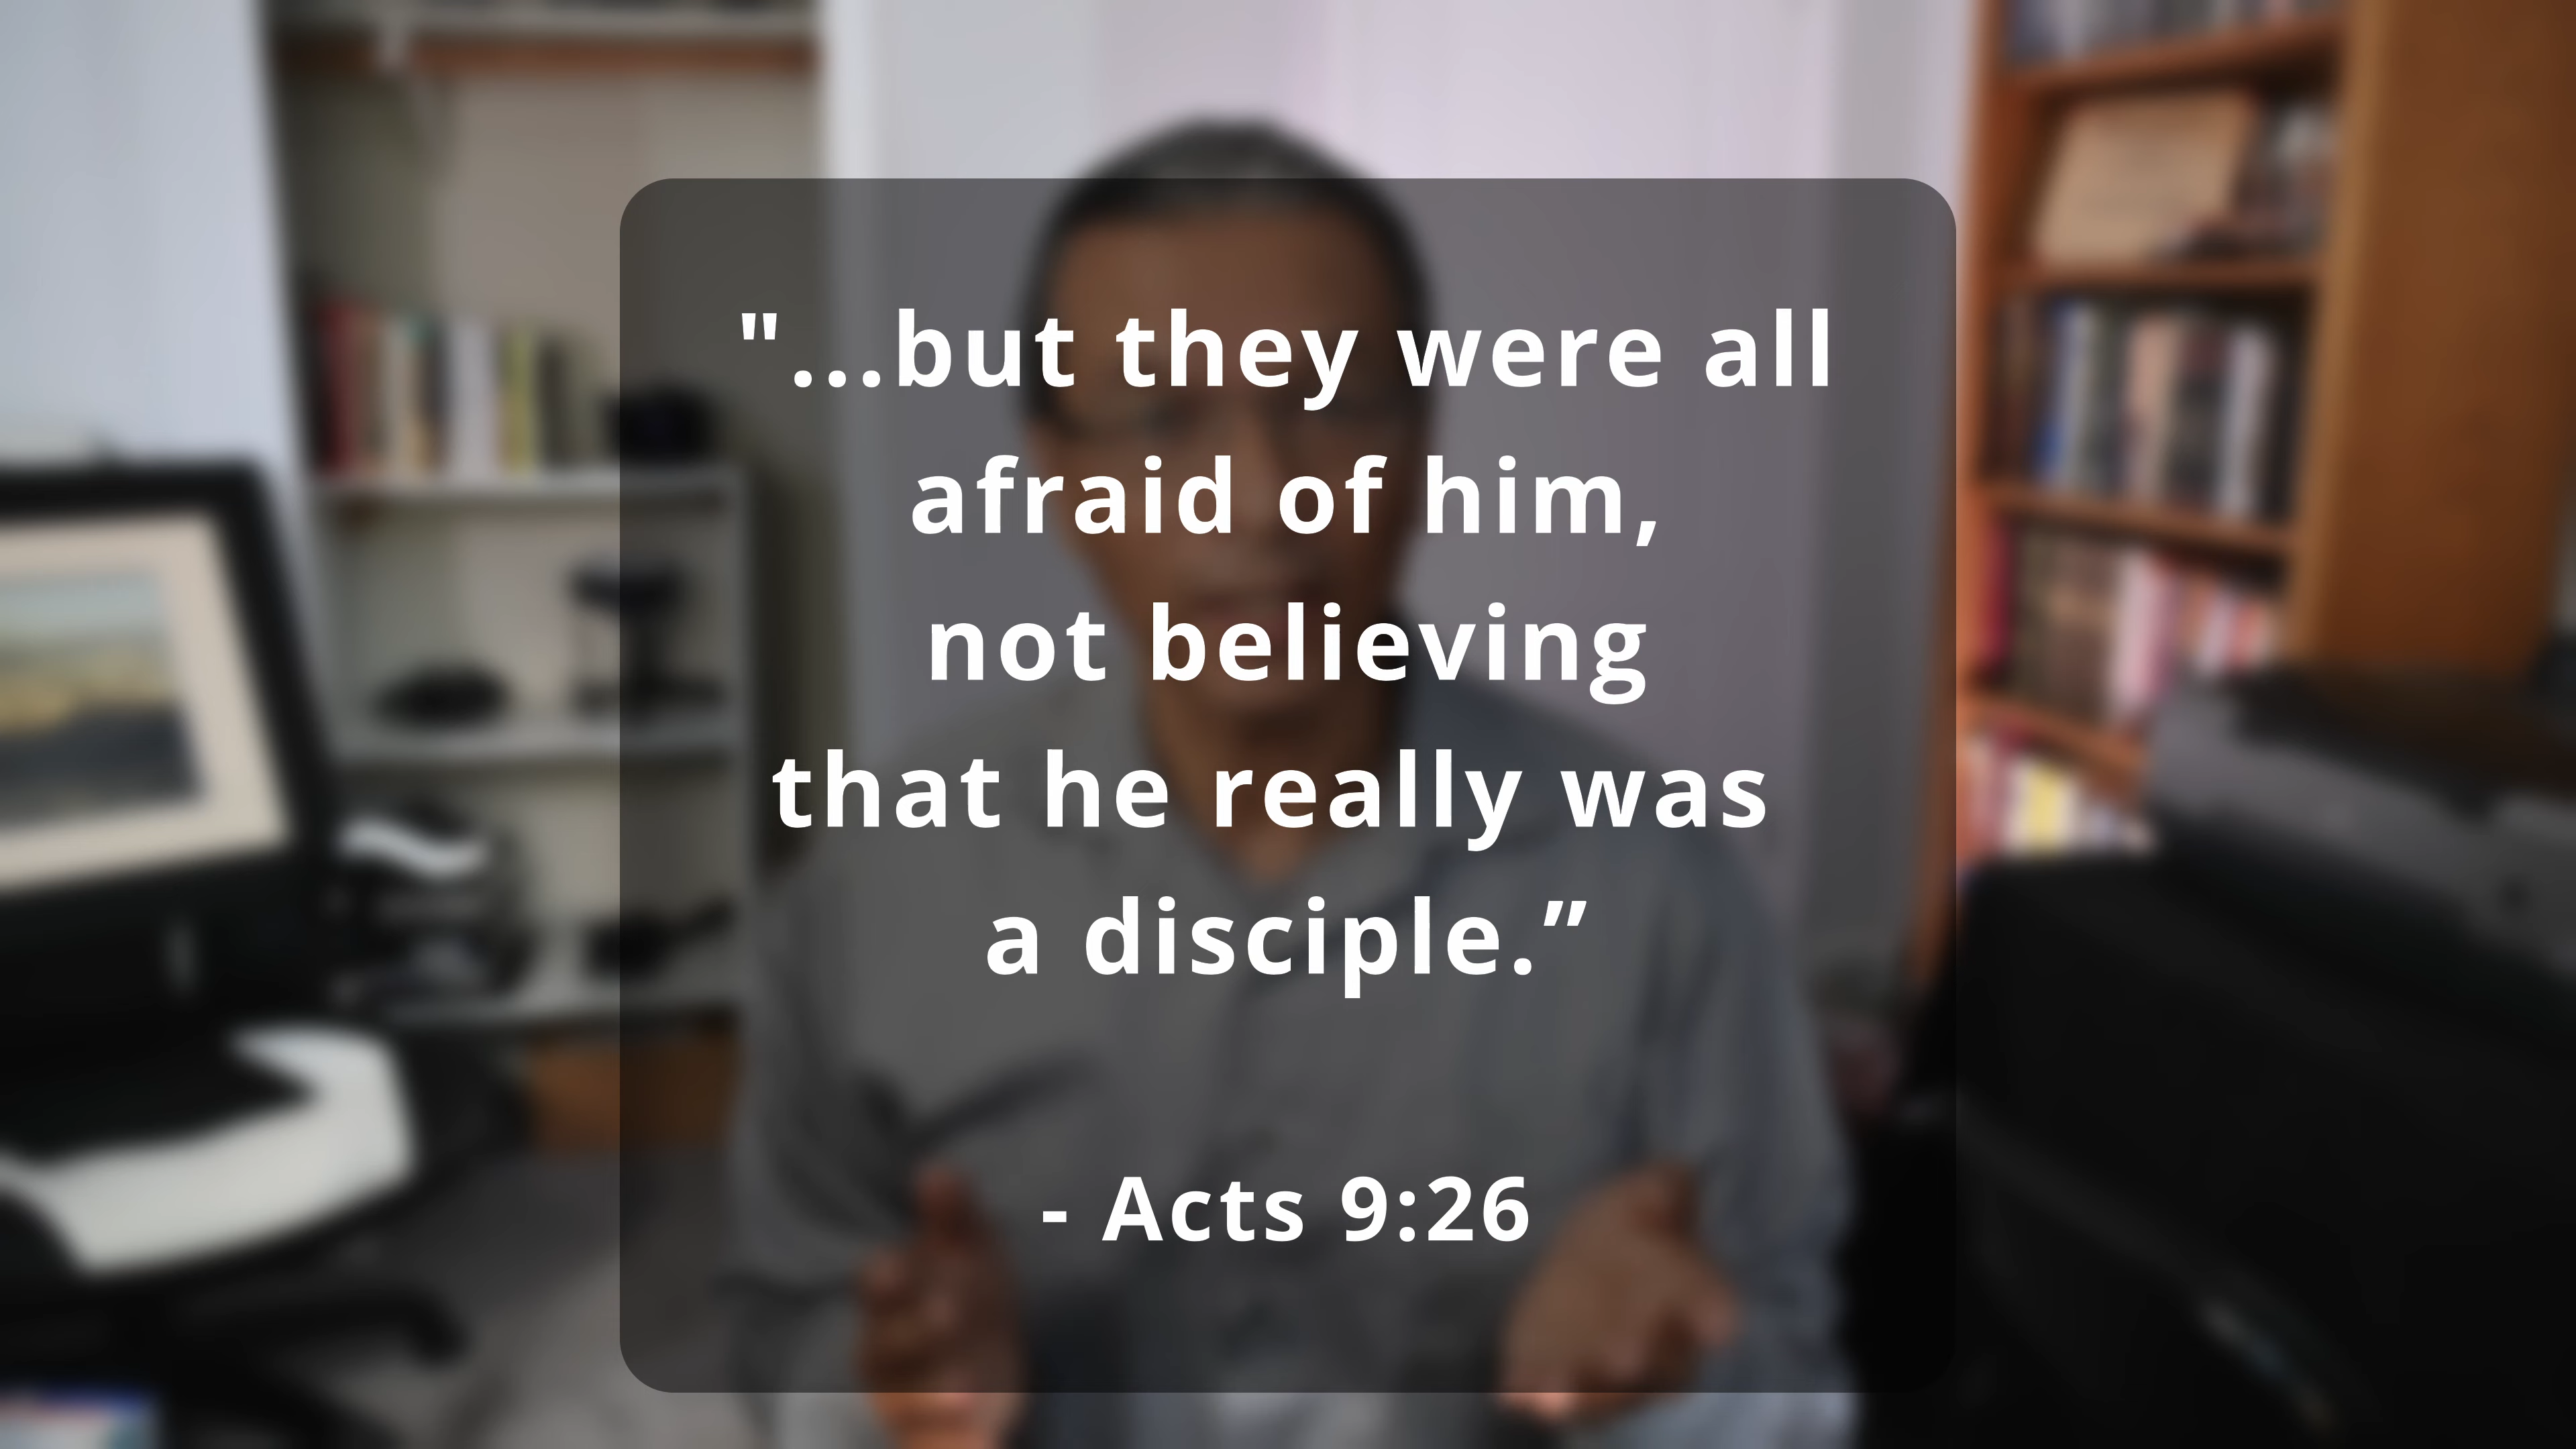 "...but they were all
afraid of him,
not believing
that he really was
a disciple.”
- Acts 9:26